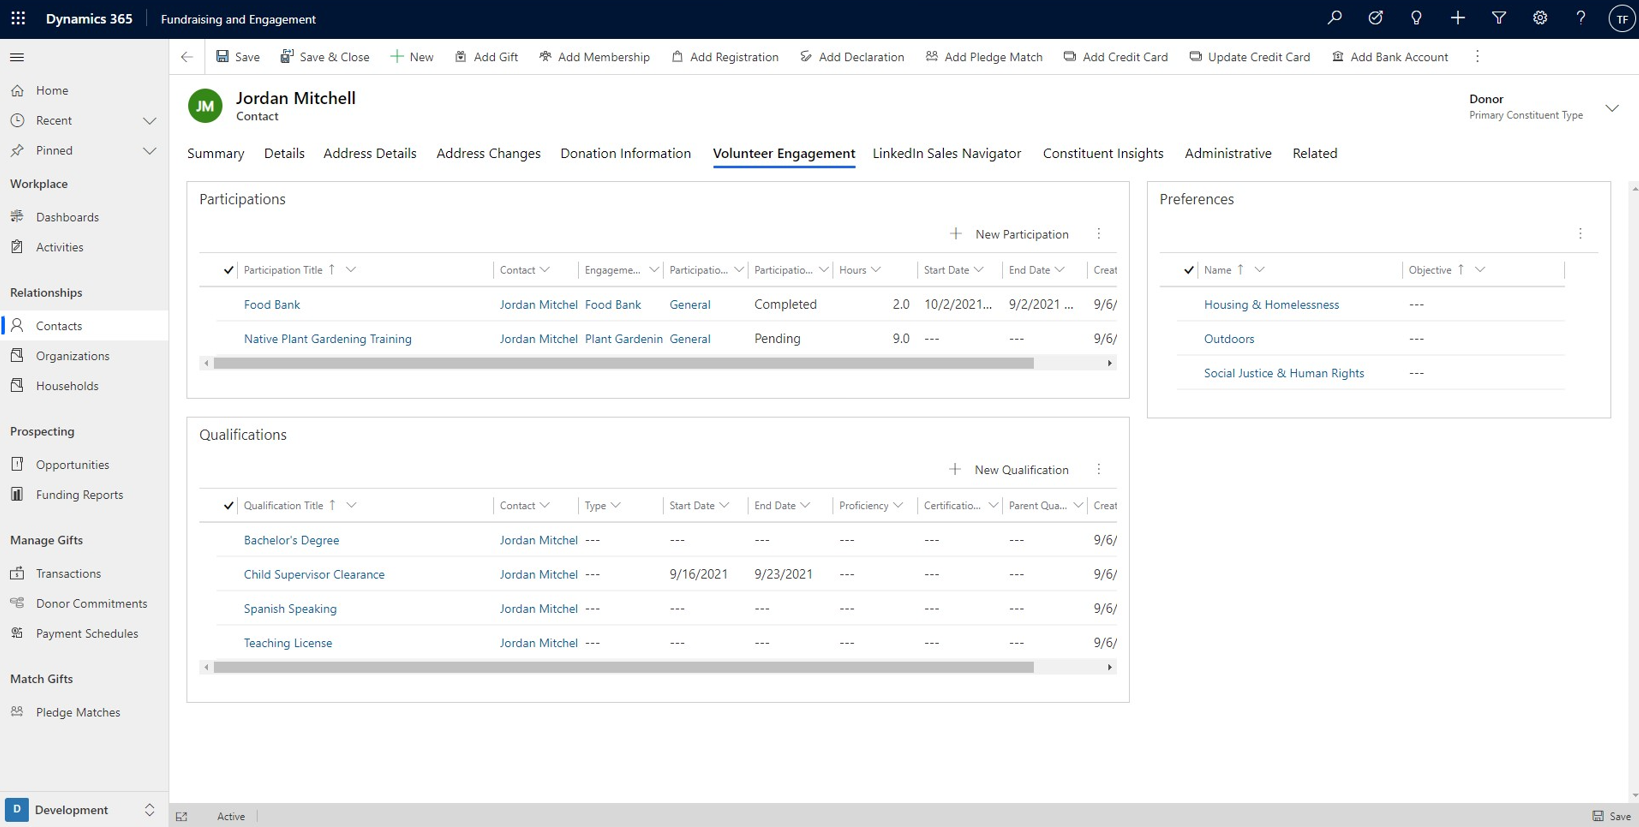 Dynamics 365 Fundraising and Engagement TF
Save Save & Close New Add Gift Add Membership Add Registration Add Declaration Add Pledge Match Add Credit Card Update Credit Card Add Bank Account
Home
Recent
Pinned
Workplace
Dashboards
Activities
Relationships
Contacts
Organizations
Households
Prospecting
Opportunities
Funding Reports
Manage Gifts
Transactions
Donor Commitments
Payment Schedules
Match Gifts
Pledge Matches
D Development
JM Jordan Mitchell
Contact
Donor
Primary Constituent Type
Summary Details Address Details Address Changes Donation Information Volunteer Engagement LinkedIn Sales Navigator Constituent Insights Administrative Related
Participations
New Participation
Participation Title Contact Engageme... Participatio... Participatio... Hours Start Date End Date Creat
Food Bank Jordan Mitchel Food Bank General Completed 2.0 10/2/2021... 9/2/2021 ... 9/6/
Native Plant Gardening Training Jordan Mitchel Plant Gardenin General Pending 9.0 --- --- 9/6/
Qualifications
New Qualification
Qualification Title Contact Type Start Date End Date Proficiency Certificatio... Parent Qua... Creat
Bachelor's Degree Jordan Mitchel --- --- --- --- --- --- 9/6/
Child Supervisor Clearance Jordan Mitchel --- 9/16/2021 9/23/2021 --- --- --- 9/6/
Spanish Speaking Jordan Mitchel --- --- --- --- --- --- 9/6/
Teaching License Jordan Mitchel --- --- --- --- --- --- 9/6/
Preferences
Name Objective
Housing & Homelessness ---
Outdoors ---
Social Justice & Human Rights ---
Active Save